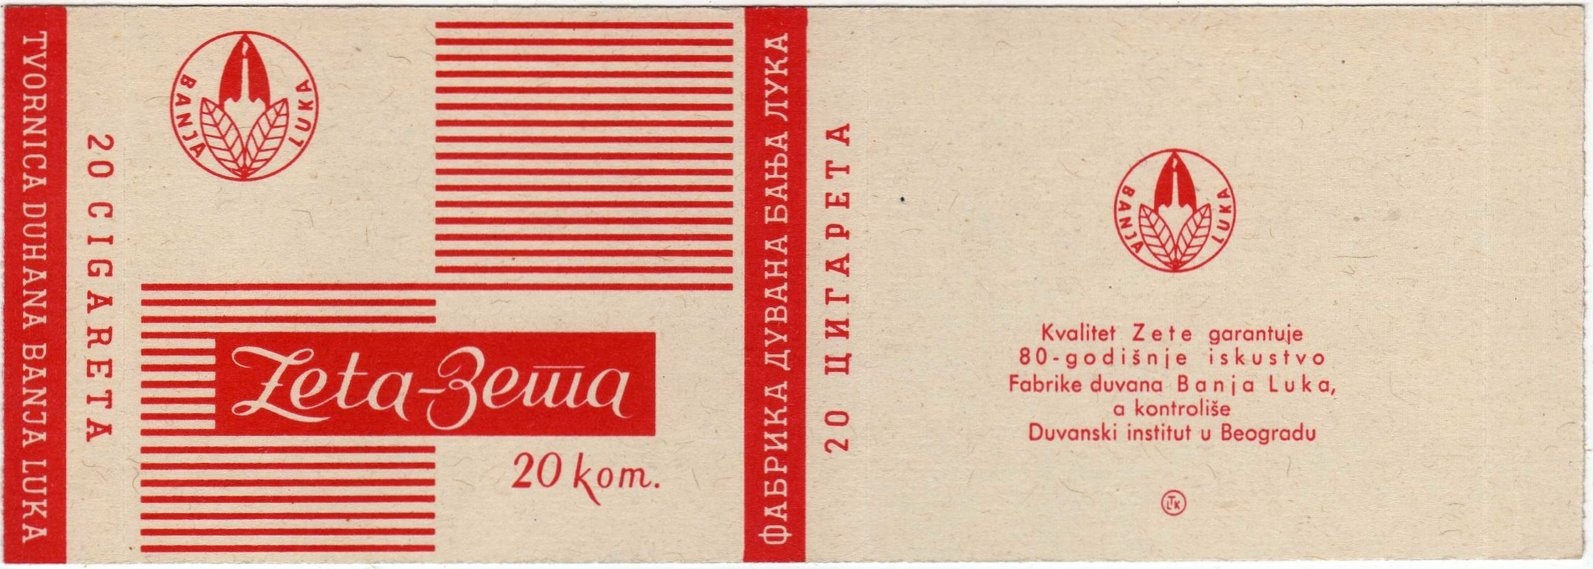 TVORNICA DUHANA BANJA LUKA
20 CIGARETA
BANJA LUKA
Zeta-Зета
20 kom.
ФАБРИКА ДУВАНА БАЊА ЛУКА
20 ЦИГАРЕТА
BANJA LUKA
Kvalitet Zete garantuje
80-godišnje iskustvo
Fabrike duvana Banja Luka,
a kontroliše
Duvanski institut u Beogradu
LTK